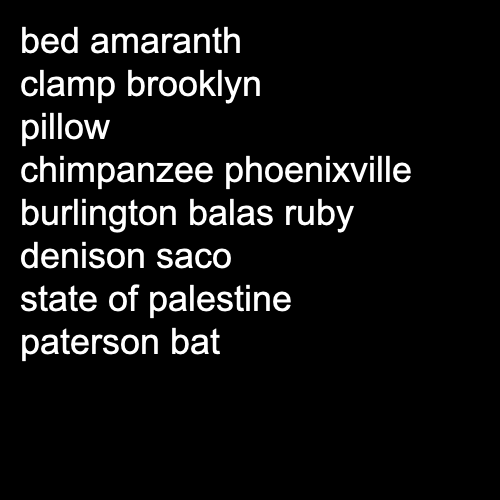 bed amaranth
clamp brooklyn
pillow
chimpanzee phoenixville
burlington balas ruby
denison saco
state of palestine
paterson bat